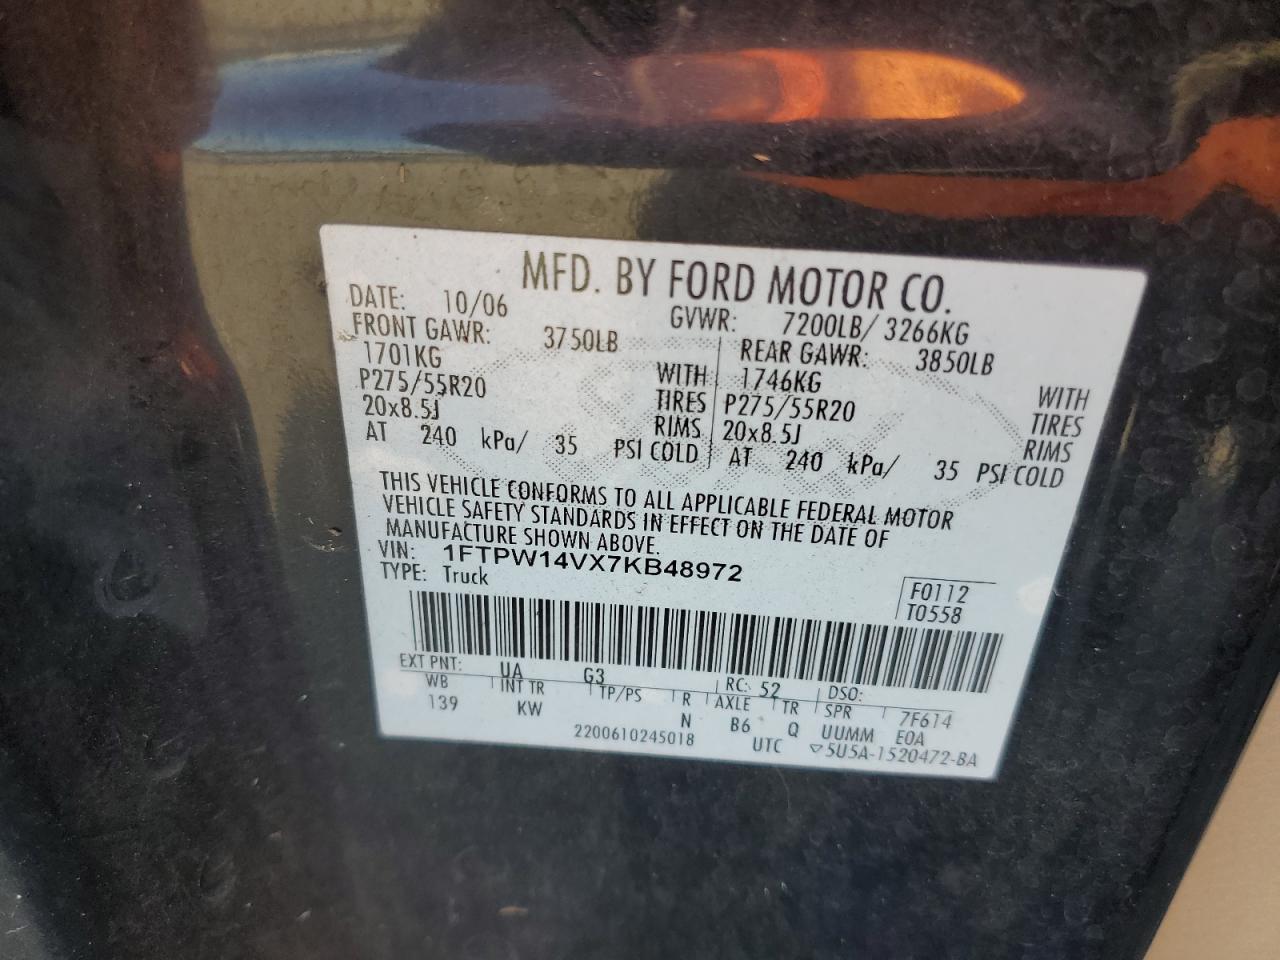 MFD. BY FORD MOTOR CO.
DATE: 10/06 GVWR: 7200LB/ 3266KG
FRONT GAWR: 3750LB REAR GAWR: 3850LB
1701KG WITH 1746KG WITH
P275/55R20 TIRES P275/55R20 TIRES
20x8.5J RIMS 20x8.5J RIMS
AT 240 kPa/ 35 PSI COLD AT 240 kPa/ 35 PSI COLD
THIS VEHICLE CONFORMS TO ALL APPLICABLE FEDERAL MOTOR
VEHICLE SAFETY STANDARDS IN EFFECT ON THE DATE OF
MANUFACTURE SHOWN ABOVE.
VIN: 1FTPW14VX7KB48972
TYPE: Truck
F0112
T0558
EXT PNT: UA G3 RC: 52 DSO:
WB INT TR TP/PS R AXLE TR SPR 7F614
139 KW N B6 Q UUMM E0A
2200610245018 UTC ▽5U5A-1520472-BA